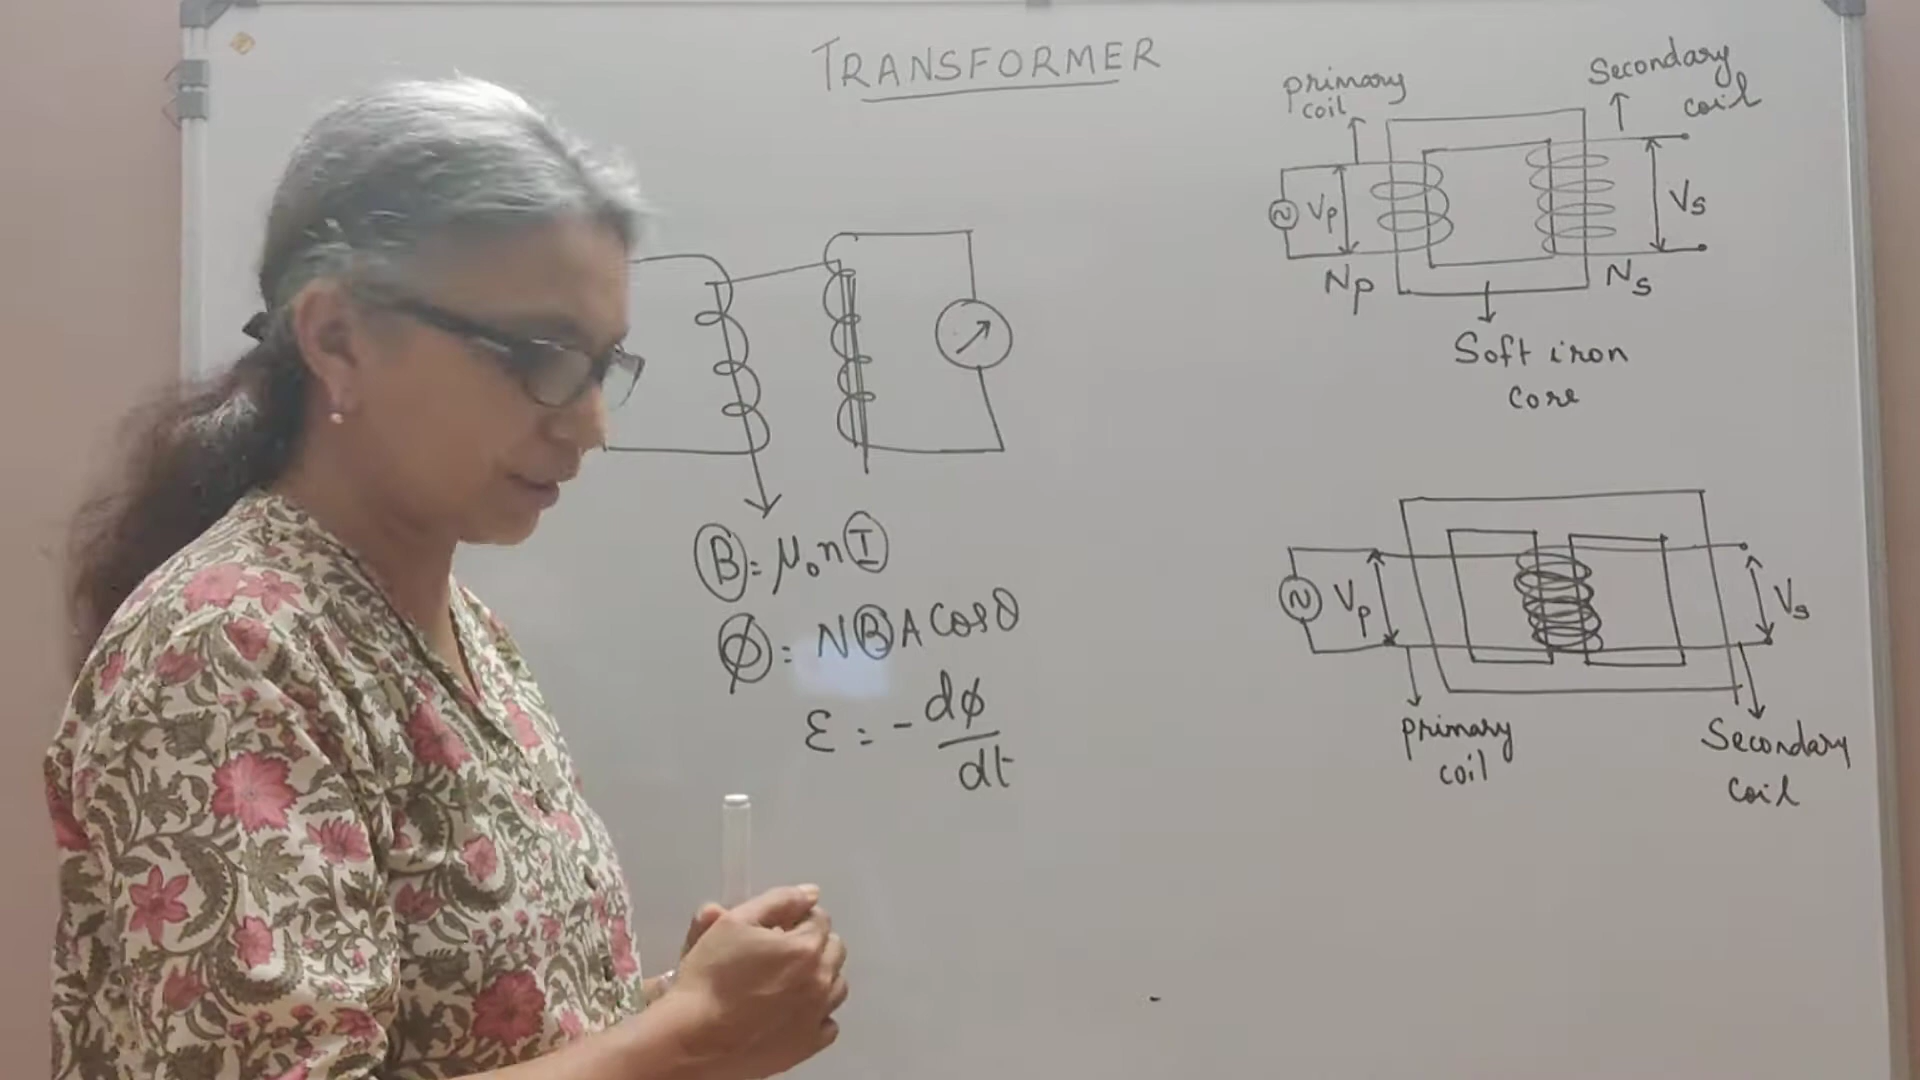 TRANSFORMER
B = μ₀nI
ϕ = NBA cosθ
ε = -dϕ/dt
primary
coil
Secondary
coil
~
Vp
Vs
Np
Ns
Soft iron
core
~
Vp
Vs
primary
coil
Secondary
coil